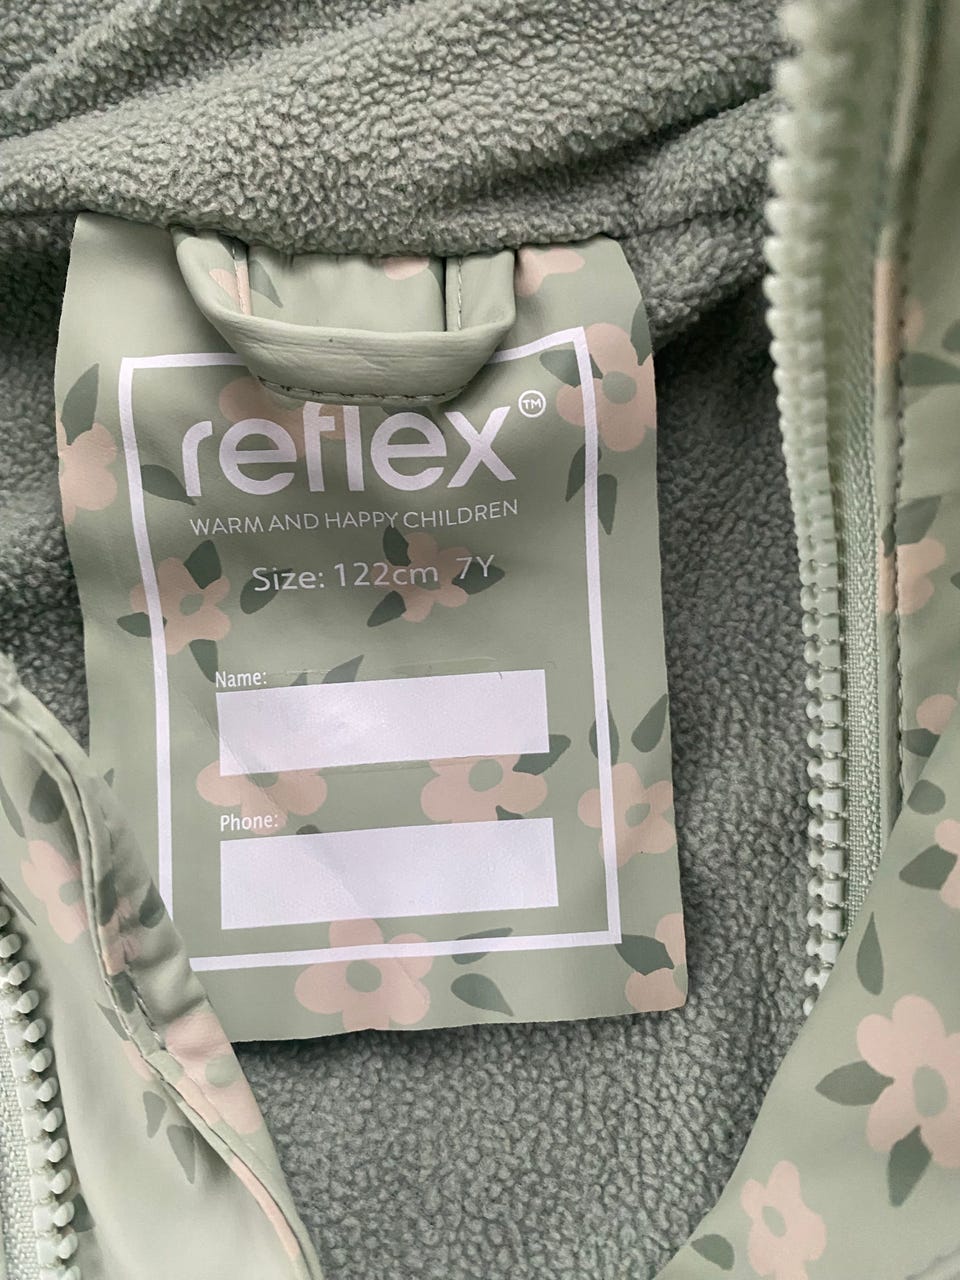 reflex™
WARM AND HAPPY CHILDREN
Size: 122cm 7Y
Name:
Phone: